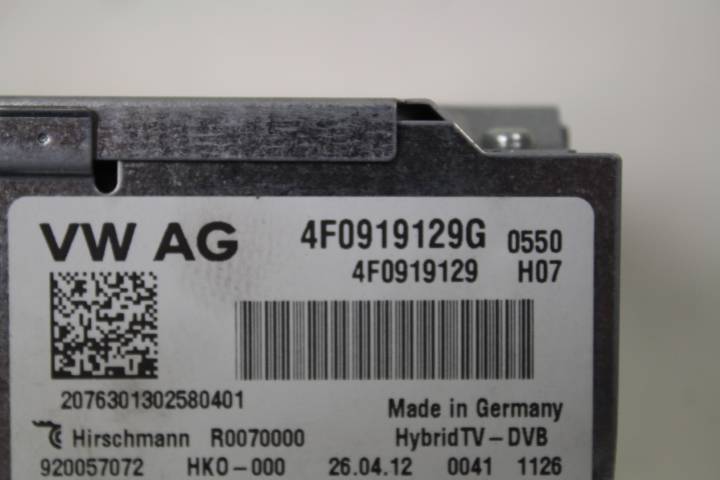 VW AG 4F0919129G 0550
4F0919129 H07
2076301302580401
Made in Germany
Hirschmann R0070000 HybridTV-DVB
920057072 HKO-000 26.04.12 0041 1126